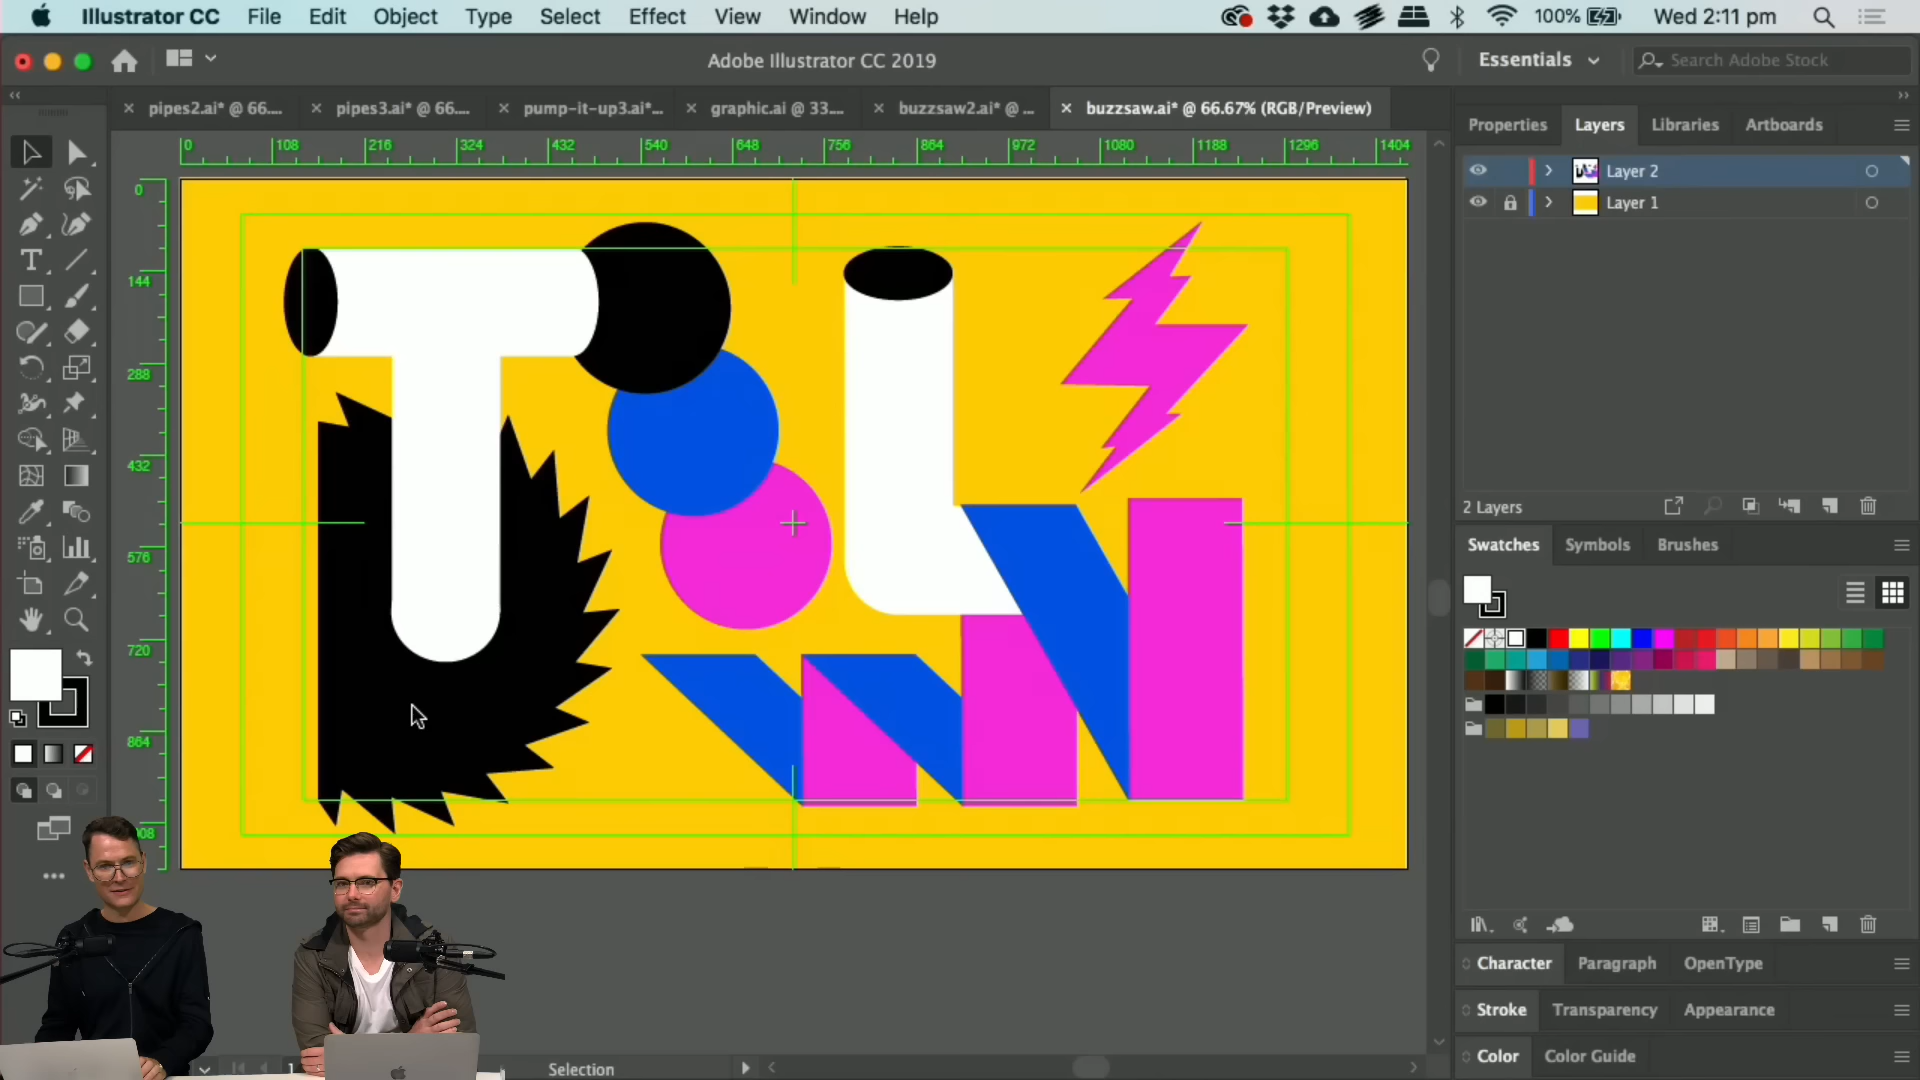 Illustrator CC File Edit Object Type Select Effect View Window Help 100% Wed 2:11 pm
Adobe Illustrator CC 2019 Essentials Search Adobe Stock
pipes2.ai* @ 66.... pipes3.ai* @ 66.... pump-it-up3.ai*... graphic.ai @ 33.... buzzsaw2.ai* @ ... buzzsaw.ai* @ 66.67% (RGB/Preview)
Properties Layers Libraries Artboards
0 108 216 324 432 540 648 756 864 972 1080 1188 1296 1404
Layer 2
0
Layer 1
144
288
432
2 Layers
Swatches Symbols Brushes
576
720
864
008
Character Paragraph OpenType
Stroke Transparency Appearance
Color Color Guide
1 Selection